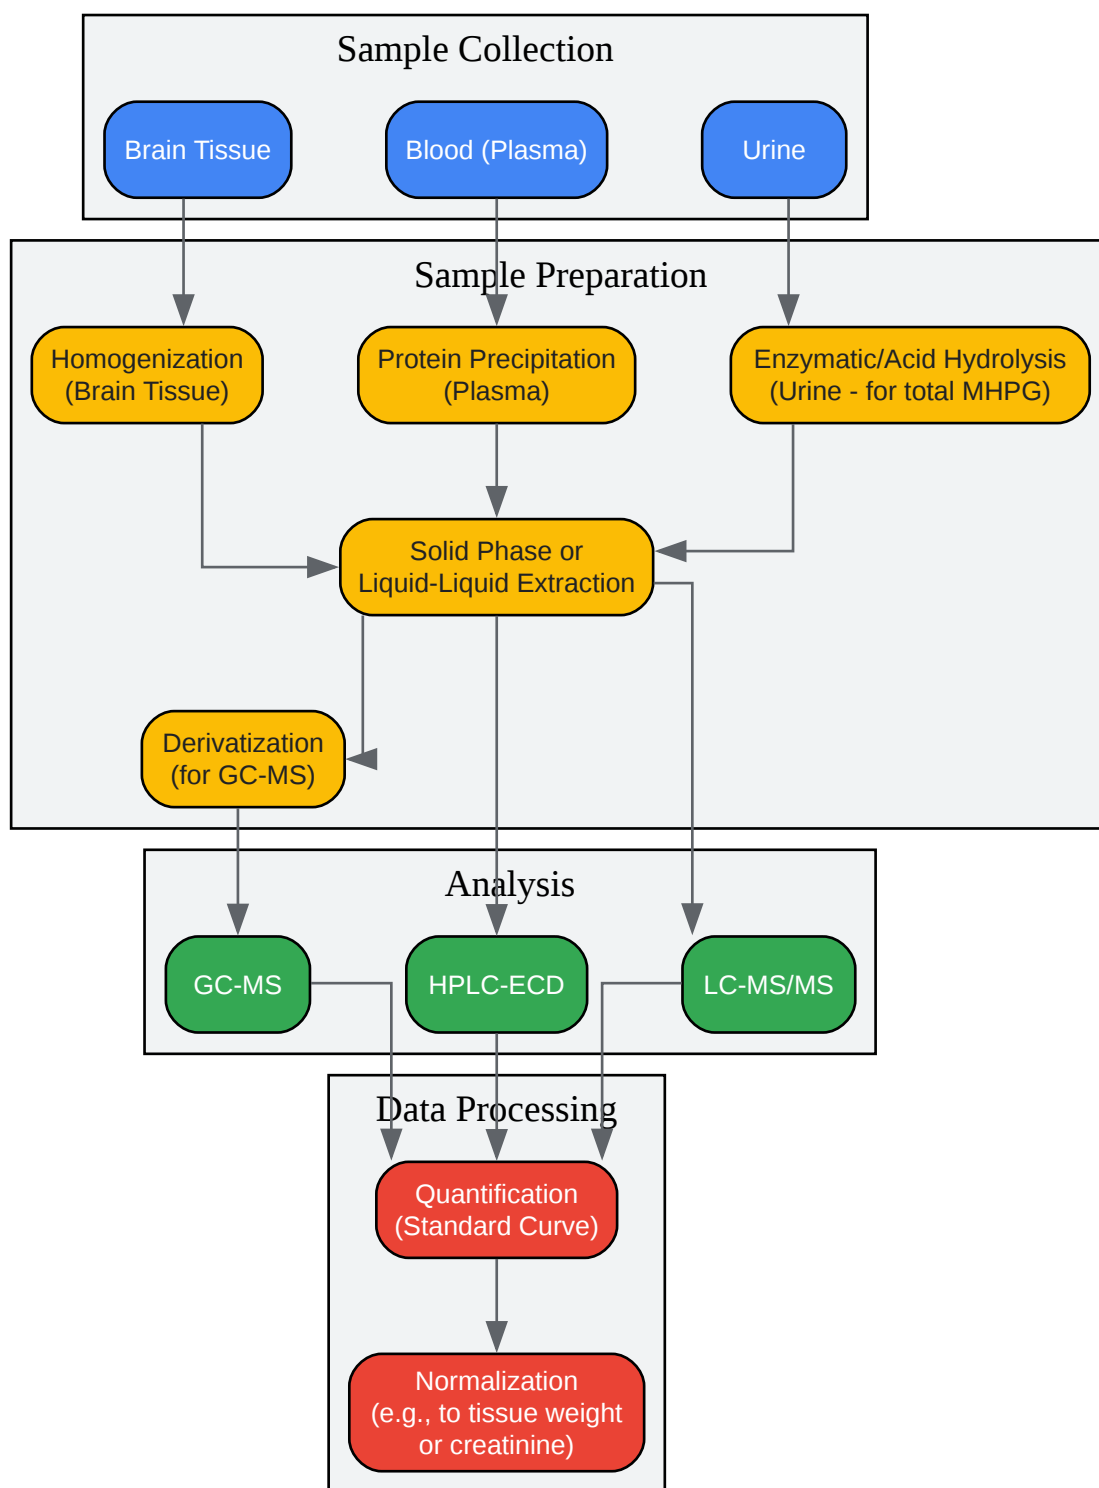 Sample Collection
Brain Tissue
Blood (Plasma)
Urine
Sample Preparation
Homogenization
(Brain Tissue)
Protein Precipitation
(Plasma)
Enzymatic/Acid Hydrolysis
(Urine - for total MHPG)
Solid Phase or
Liquid-Liquid Extraction
Derivatization
(for GC-MS)
Analysis
GC-MS
HPLC-ECD
LC-MS/MS
Data Processing
Quantification
(Standard Curve)
Normalization
(e.g., to tissue weight
or creatinine)